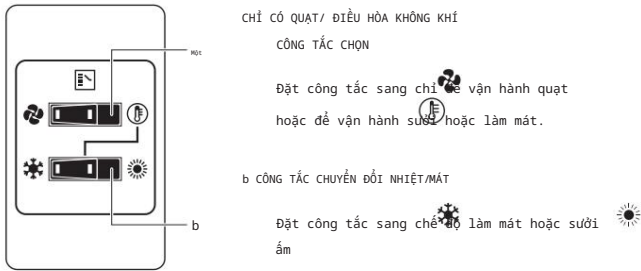 CHỈ CÓ QUẠT/ ĐIỀU HÒA KHÔNG KHÍ
CÔNG TẮC CHỌN
Một
Đặt công tắc sang chỉ để vận hành quạt
hoặc để vận hành sưởi hoặc làm mát.
b CÔNG TẮC CHUYỂN ĐỔI NHIỆT/MÁT
b
Đặt công tắc sang chế độ làm mát hoặc sưởi
ấm